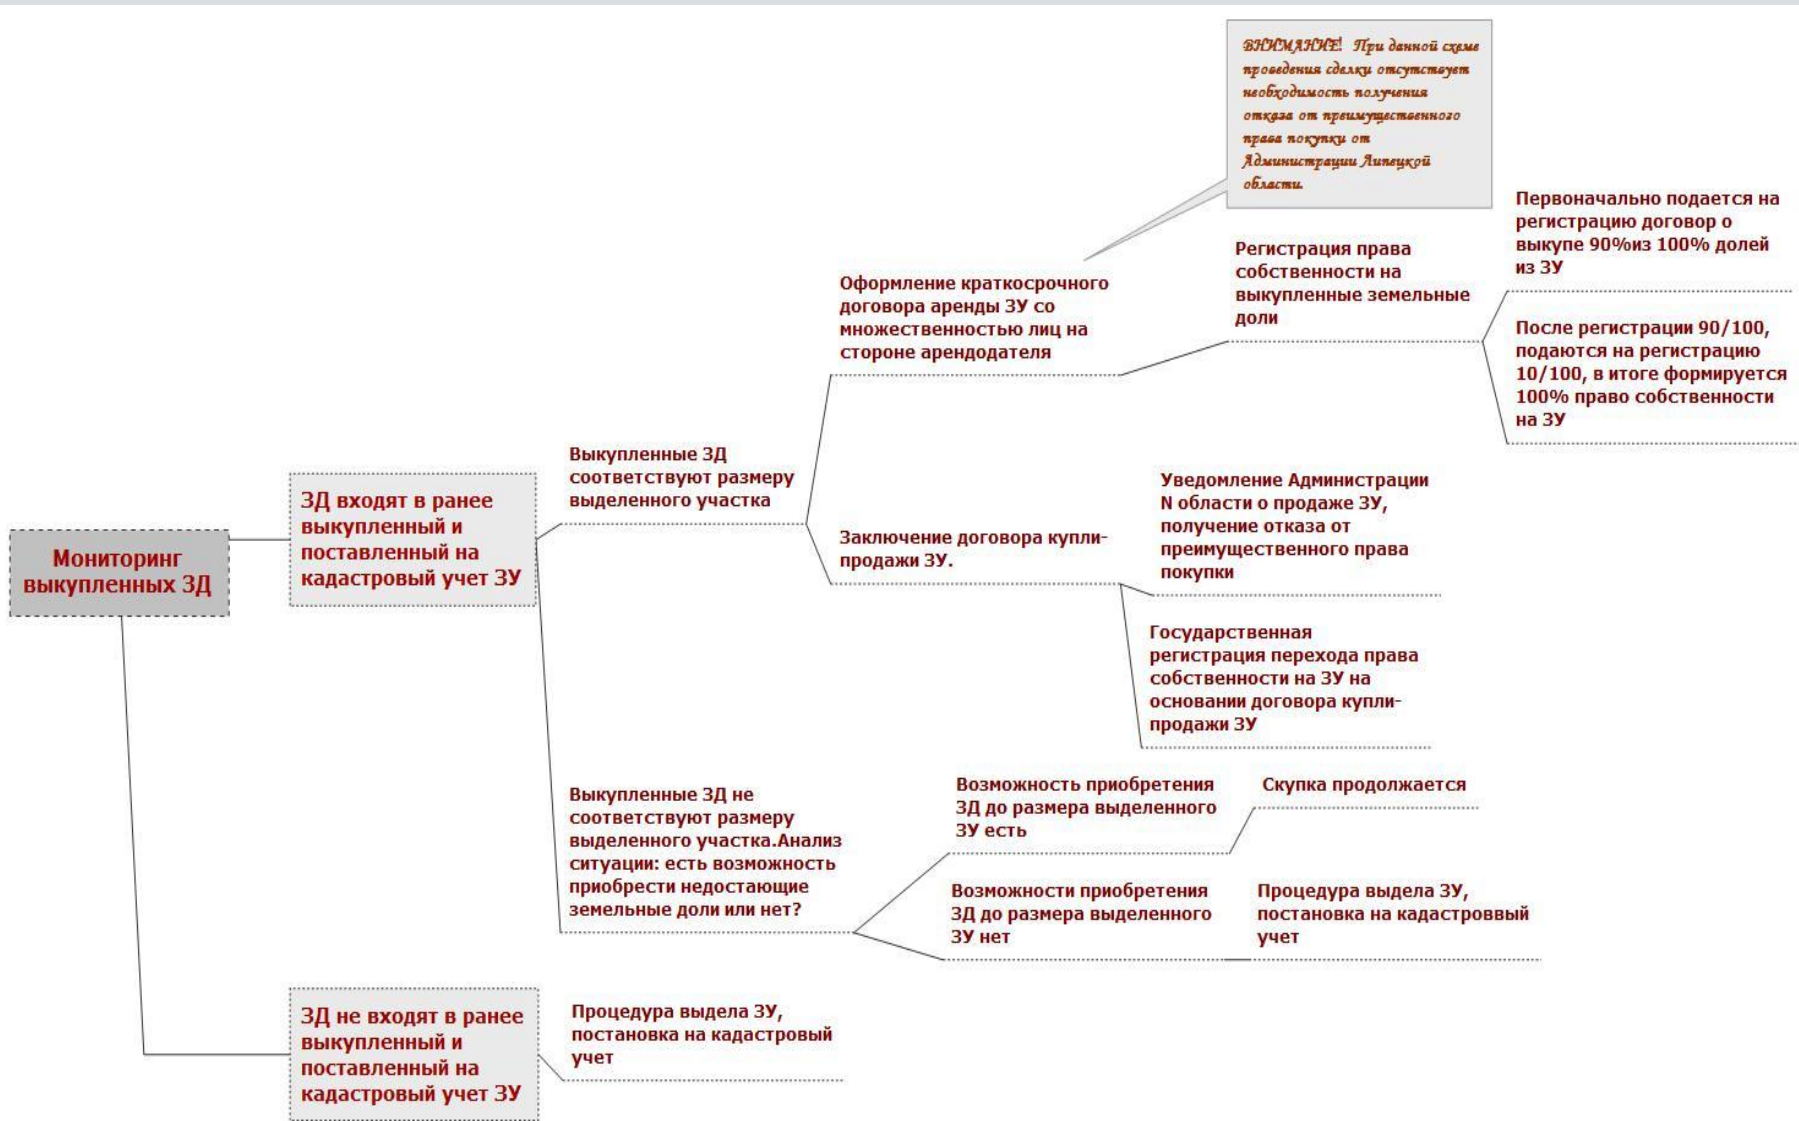 ВНИМАНИЕ! При данной схеме
проведения сделки отсутствует
необходимость получения
отказа от преимущественного
права покупки от
Администрации Липецкой
области.
Первоначально подается на
регистрацию договор о
выкупе 90%из 100% долей
из ЗУ
Регистрация права
собственности на
выкупленные земельные
доли
Оформление краткосрочного
договора аренды ЗУ со
множественностью лиц на
стороне арендодателя
После регистрации 90/100,
подаются на регистрацию
10/100, в итоге формируется
100% право собственности
на ЗУ
Выкупленные ЗД
соответствуют размеру
выделенного участка
ЗД входят в ранее
выкупленный и
поставленный на
кадастровый учет ЗУ
Мониторинг
выкупленных ЗД
Заключение договора купли-
продажи ЗУ.
Уведомление Администрации
N области о продаже ЗУ,
получение отказа от
преимущественного права
покупки
Государственная
регистрация перехода права
собственности на ЗУ на
основании договора купли-
продажи ЗУ
Выкупленные ЗД не
соответствуют размеру
выделенного участка.Анализ
ситуации: есть возможность
приобрести недостающие
земельные доли или нет?
Возможность приобретения
ЗД до размера выделенного
ЗУ есть
Скупка продолжается
Возможности приобретения
ЗД до размера выделенного
ЗУ нет
Процедура выдела ЗУ,
постановка на кадастроввый
учет
ЗД не входят в ранее
выкупленный и
поставленный на
кадастровый учет ЗУ
Процедура выдела ЗУ,
постановка на кадастровый
учет